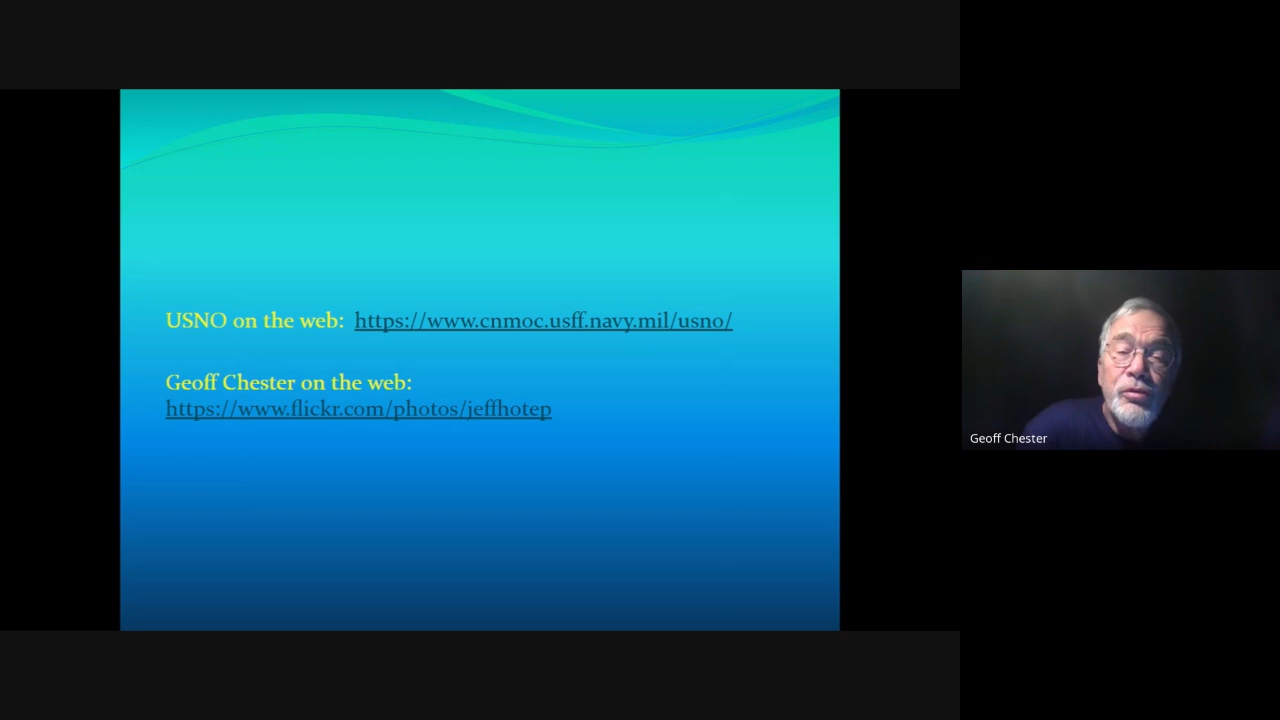 USNO on the web: https://www.cnmoc.usff.navy.mil/usno/
Geoff Chester on the web:
https://www.flickr.com/photos/jeffhotep
Geoff Chester